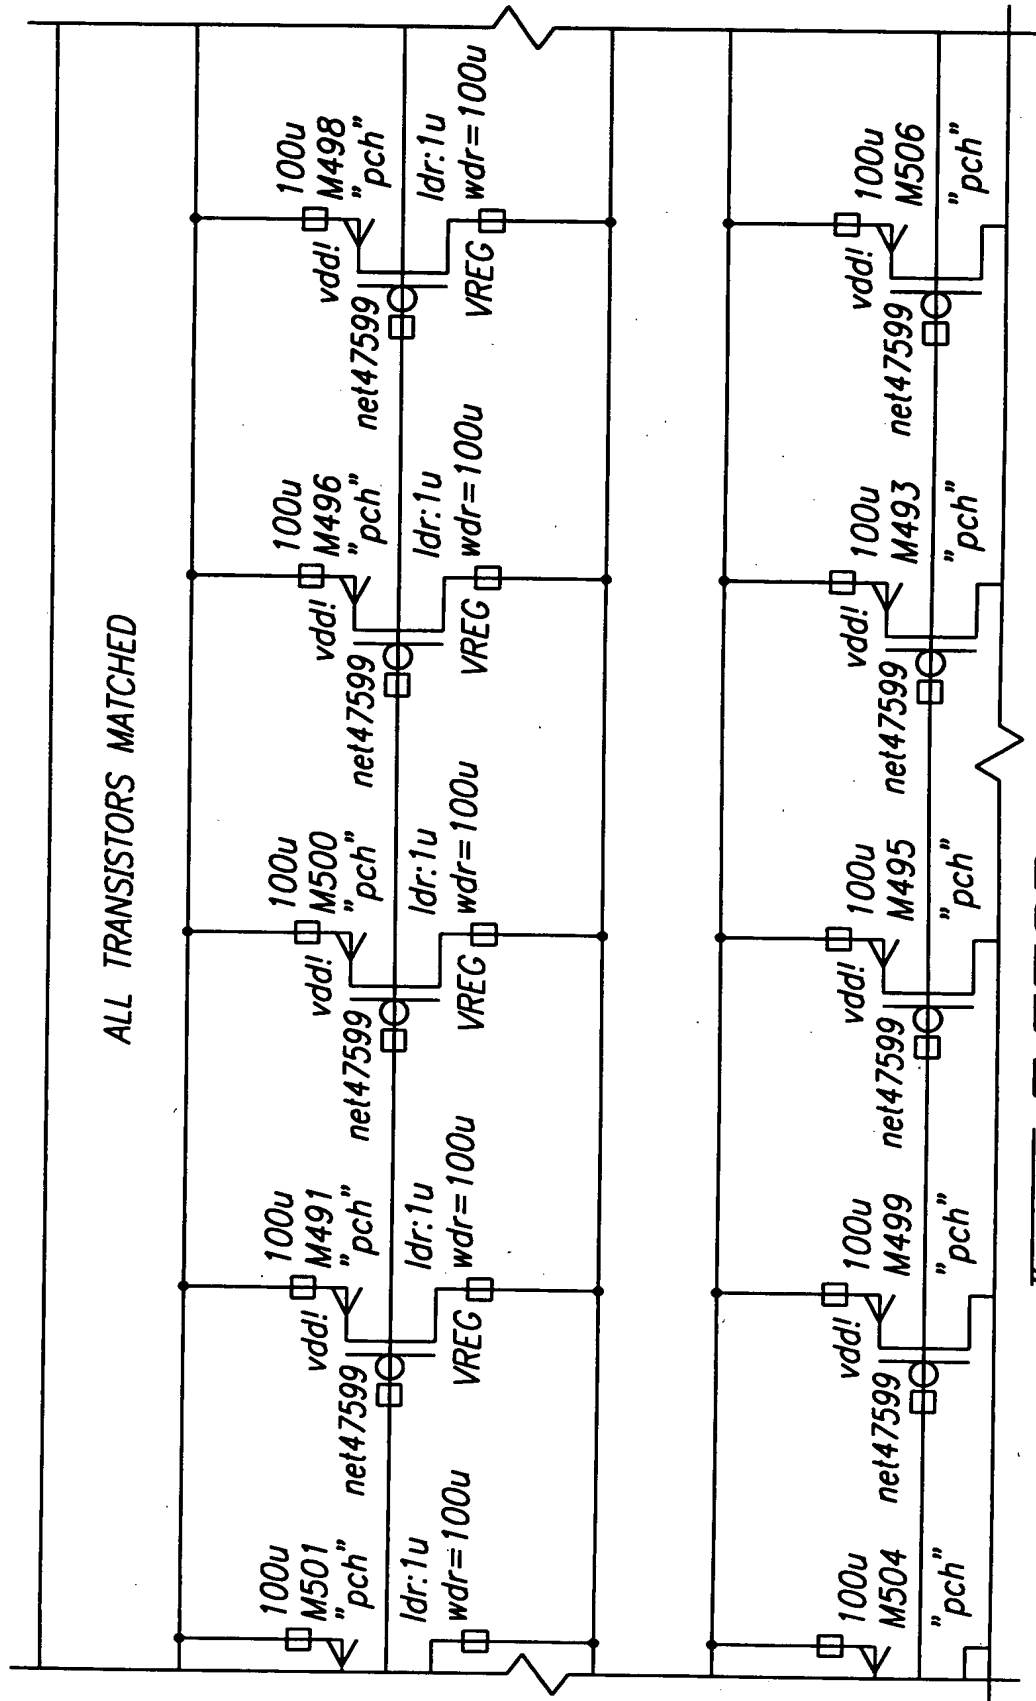 ALL TRANSISTORS MATCHED
100u
M501
"pch"
ldr:1u
wdr=100u
100u
M491
"pch"
vdd!
net47599
ldr:1u
wdr=100u
VREG
100u
M500
"pch"
vdd!
net47599
ldr:1u
wdr=100u
VREG
100u
M496
"pch"
vdd!
net47599
ldr:1u
wdr=100u
VREG
100u
M498
"pch"
vdd!
net47599
ldr:1u
wdr=100u
VREG
100u
M504
"pch"
100u
M499
"pch"
vdd!
net47599
100u
M495
"pch"
vdd!
net47599
100u
M493
"pch"
vdd!
net47599
100u
M506
"pch"
vdd!
net47599